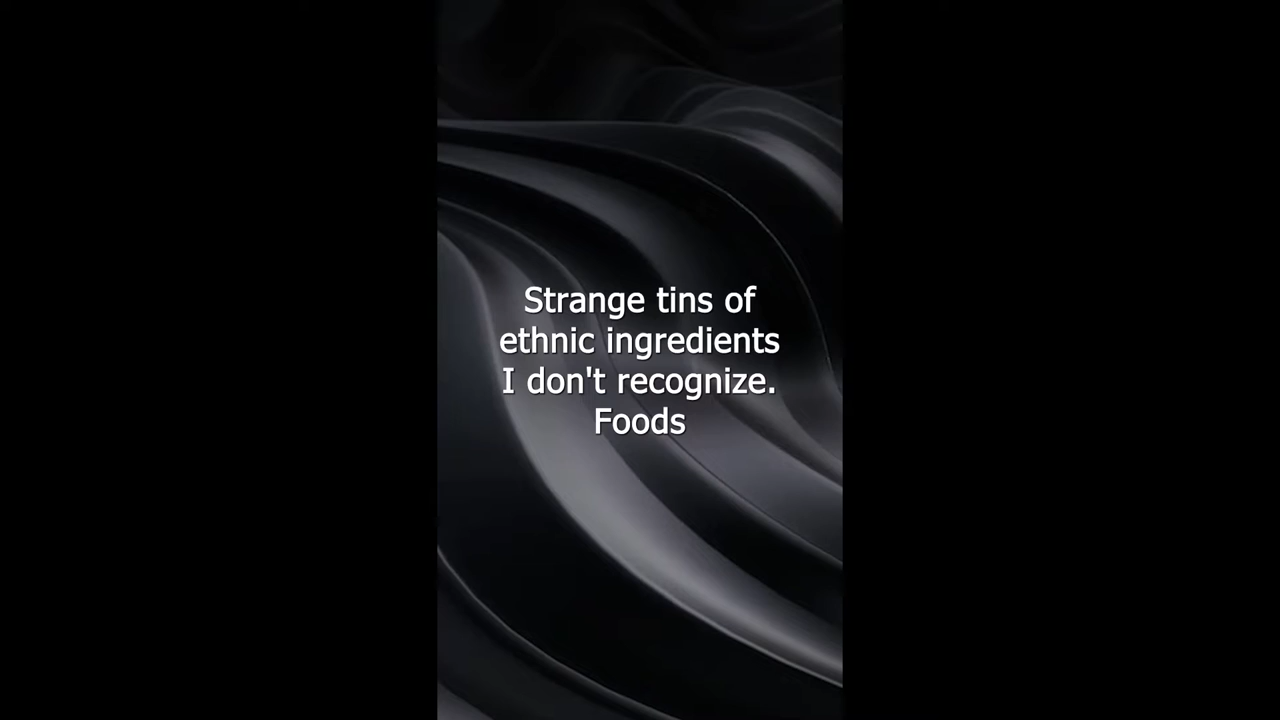 Strange tins of
ethnic ingredients
I don't recognize.
Foods